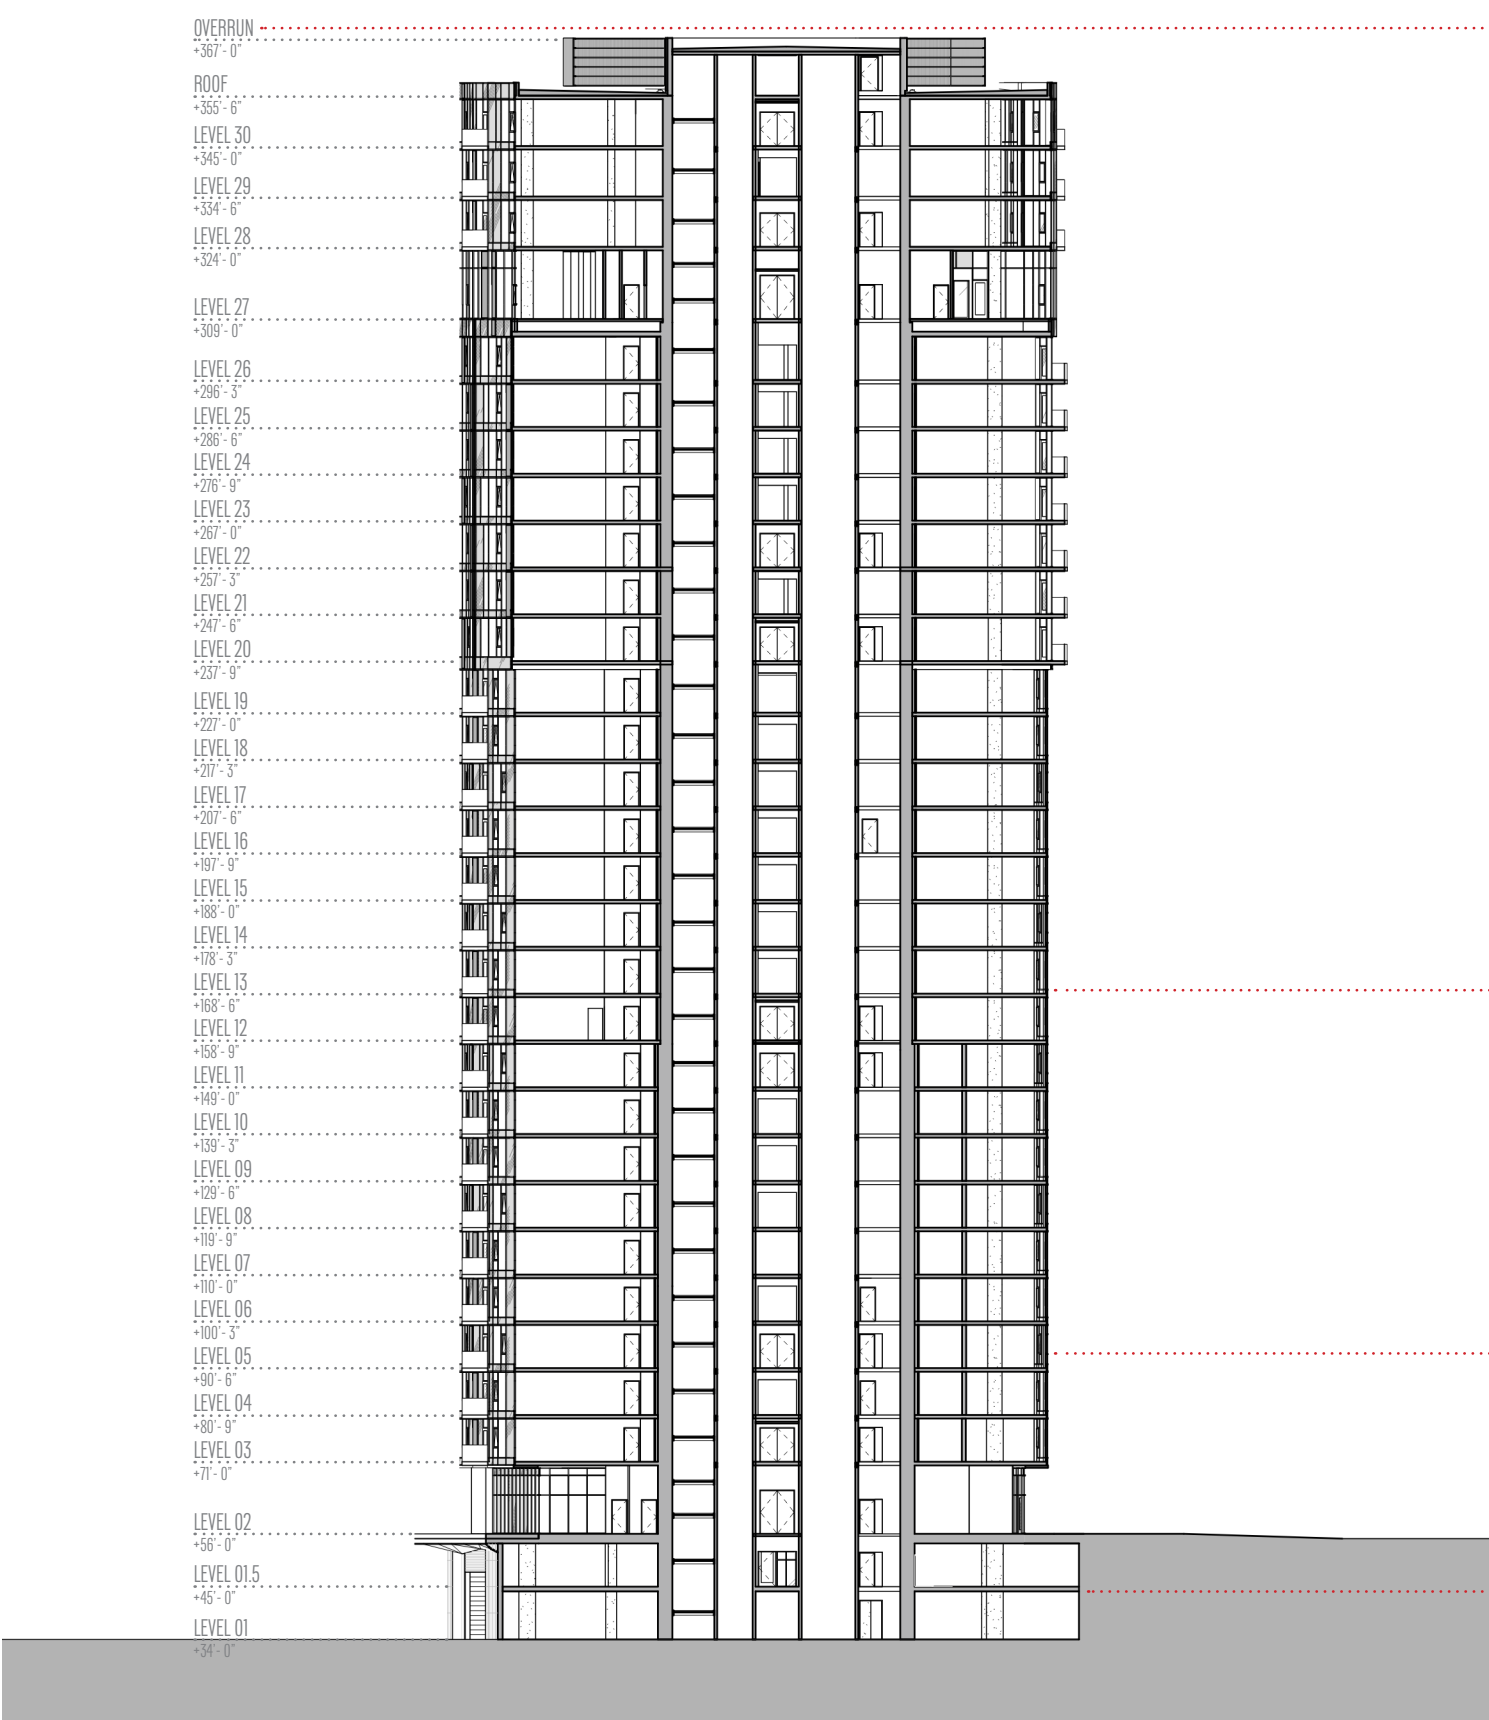 OVERRUN
+367'- 0"
ROOF
+355'- 6"
LEVEL 30
+345'- 0"
LEVEL 29
+334'- 6"
LEVEL 28
+324'- 0"
LEVEL 27
+309'- 0"
LEVEL 26
+296'- 3"
LEVEL 25
+286'- 6"
LEVEL 24
+276'- 9"
LEVEL 23
+267'- 0"
LEVEL 22
+257'- 3"
LEVEL 21
+247'- 6"
LEVEL 20
+237'- 9"
LEVEL 19
+227'- 0"
LEVEL 18
+217'- 3"
LEVEL 17
+207'- 6"
LEVEL 16
+197'- 9"
LEVEL 15
+188'- 0"
LEVEL 14
+178'- 3"
LEVEL 13
+168'- 6"
LEVEL 12
+158'- 9"
LEVEL 11
+149'- 0"
LEVEL 10
+139'- 3"
LEVEL 09
+129'- 6"
LEVEL 08
+119'- 9"
LEVEL 07
+110'- 0"
LEVEL 06
+100'- 3"
LEVEL 05
+90'- 6"
LEVEL 04
+80'- 9"
LEVEL 03
+71'- 0"
LEVEL 02
+56'- 0"
LEVEL 01.5
+45'- 0"
LEVEL 01
+34'- 0"